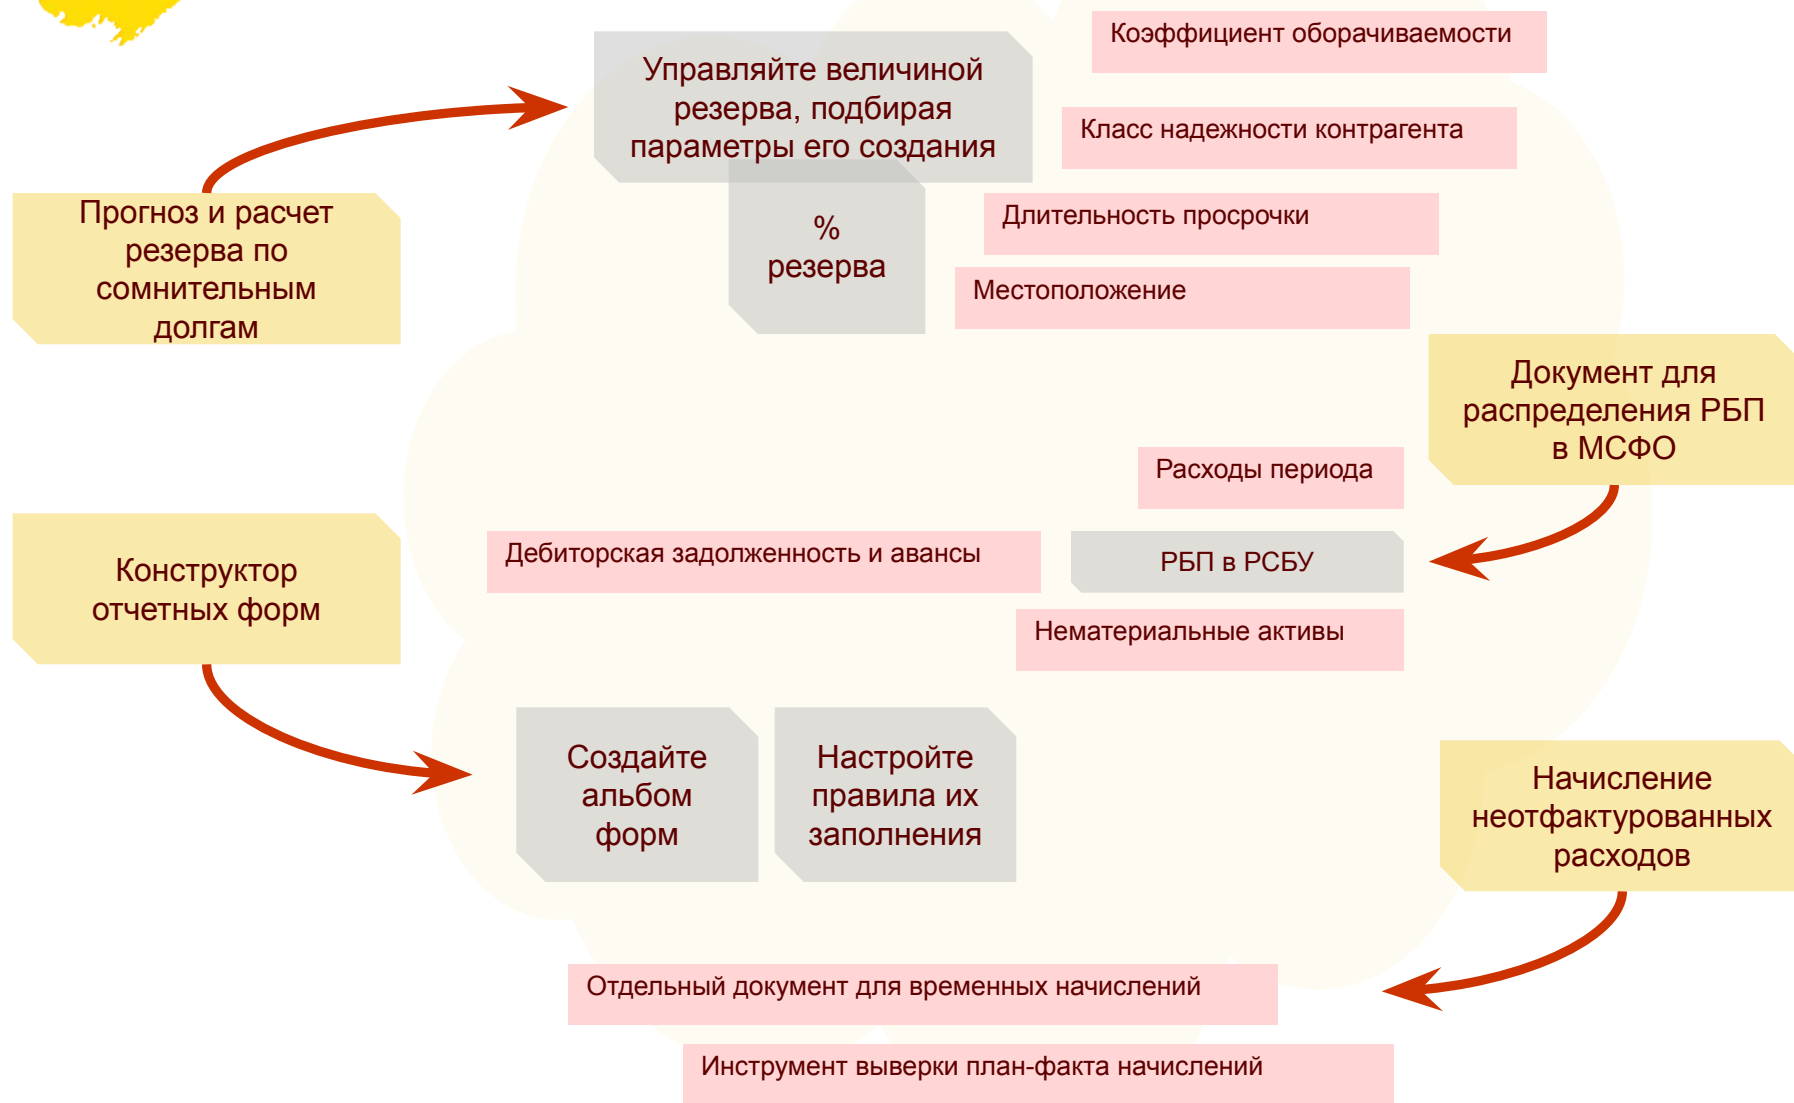 Коэффициент оборачиваемости
Управляйте величиной
резерва, подбирая
параметры его создания
Класс надежности контрагента
Прогноз и расчет
резерва по
сомнительным
долгам
%
резерва
Длительность просрочки
Местоположение
Документ для
распределения РБП
в МСФО
Расходы периода
Дебиторская задолженность и авансы
РБП в РСБУ
Нематериальные активы
Конструктор
отчетных форм
Создайте
альбом
форм
Настройте
правила их
заполнения
Начисление
неотфактурованных
расходов
Отдельный документ для временных начислений
Инструмент выверки план-факта начислений